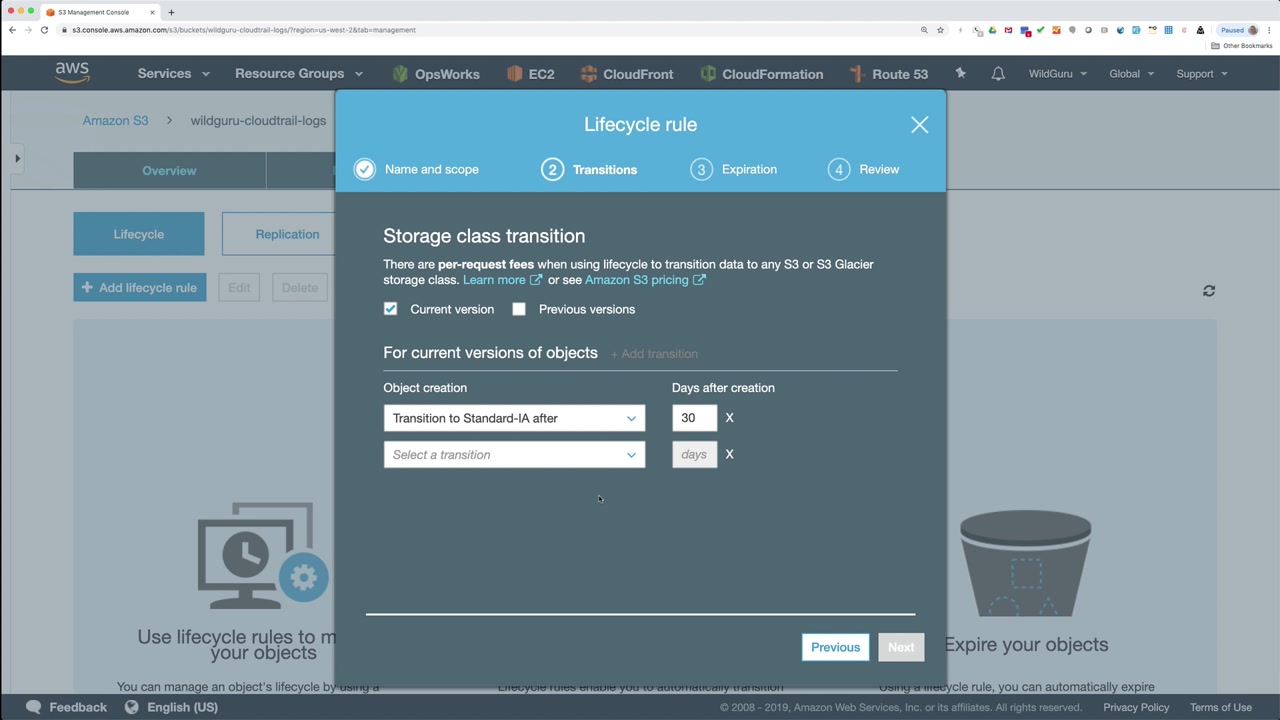 S3 Management Console
s3.console.aws.amazon.com/s3/buckets/wildguru-cloudtrail-logs/?region=us-west-2&tab=management
Paused
Other Bookmarks
aws
Services
Resource Groups
OpsWorks
EC2
CloudFront
CloudFormation
Route 53
WildGuru
Global
Support
Amazon S3
wildguru-cloudtrail-logs
Overview
Lifecycle
Replication
+ Add lifecycle rule
Edit
Delete
Lifecycle rule
Name and scope
2 Transitions
3 Expiration
4 Review
Storage class transition
There are per-request fees when using lifecycle to transition data to any S3 or S3 Glacier
storage class. Learn more or see Amazon S3 pricing
Current version
Previous versions
For current versions of objects + Add transition
Object creation
Days after creation
Transition to Standard-IA after
30 X
Select a transition
days X
Previous
Next
Use lifecycle rules to m
your objects
You can manage an object's lifecycle by using a
Lifecycle rules enable you to automatically transition
Expire your objects
Using a lifecycle rule, you can automatically expire
Feedback
English (US)
© 2008 - 2019, Amazon Web Services, Inc. or its affiliates. All rights reserved.
Privacy Policy
Terms of Use